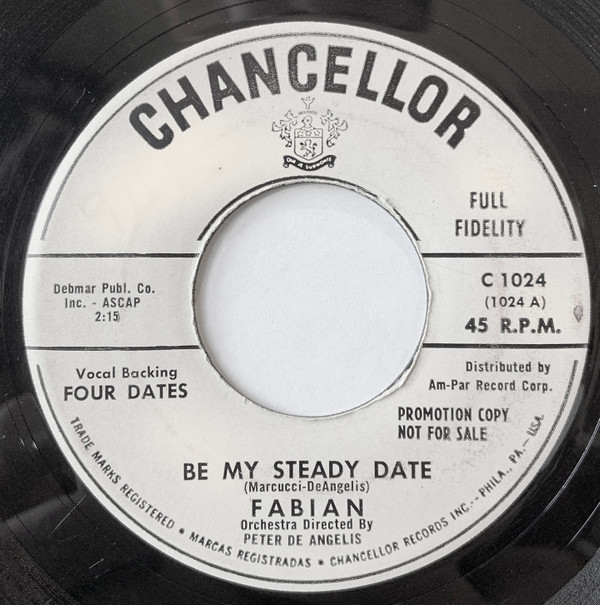 CHANCELLOR
FULL
FIDELITY
Debmar Publ. Co.
Inc. - ASCAP
2:15
C 1024
(1024 A)
45 R.P.M.
Vocal Backing
FOUR DATES
Distributed by
Am-Par Record Corp.
PROMOTION COPY
NOT FOR SALE
BE MY STEADY DATE
(Marcucci-DeAngelis)
FABIAN
Orchestra Directed By
PETER DE ANGELIS
TRADE MARKS REGISTERED • MARCAS REGISTRADAS • CHANCELLOR RECORDS INC.-PHILA., PA.-USA.